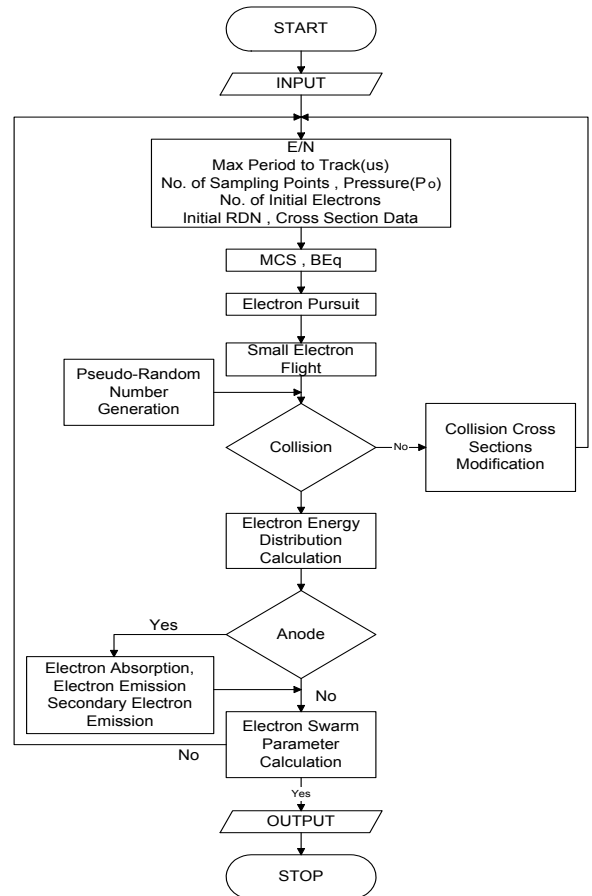 START
INPUT
E/N
Max Period to Track(us)
No. of Sampling Points , Pressure(Po)
No. of Initial Electrons
Initial RDN , Cross Section Data
MCS , BEq
Electron Pursuit
Small Electron
Flight
Pseudo-Random
Number
Generation
Collision
No
Collision Cross
Sections
Modification
Electron Energy
Distribution
Calculation
Yes
Anode
Electron Absorption,
Electron Emission
Secondary Electron
Emission
No
Electron Swarm
Parameter
Calculation
No
Yes
OUTPUT
STOP